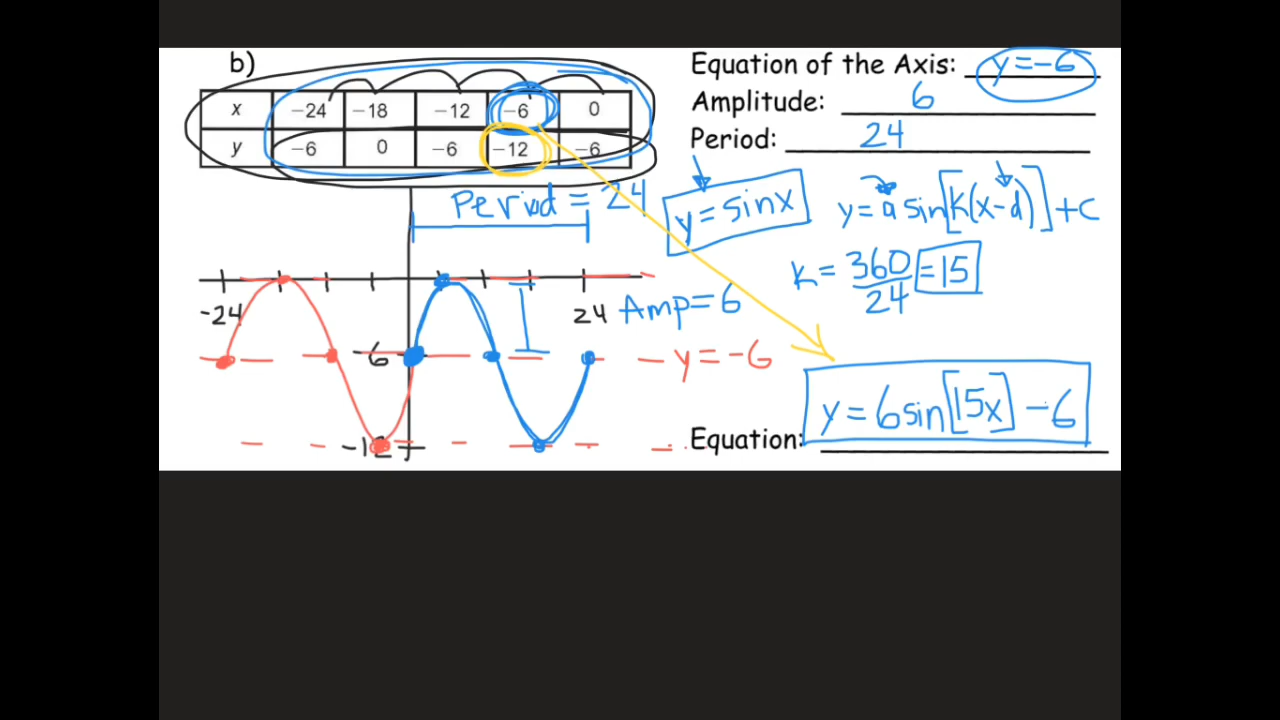 b)
Equation of the Axis: y = -6
Amplitude: 6
Period: 24
x -24 -18 -12 -6 0
y -6 0 -6 -12 -6
Period = 24
y = sinx
y = a sin[k(x-d)] + c
k = 360/24 = 15
-24
24
Amp = 6
-6
y = -6
-12
Equation: y = 6sin[15x] - 6